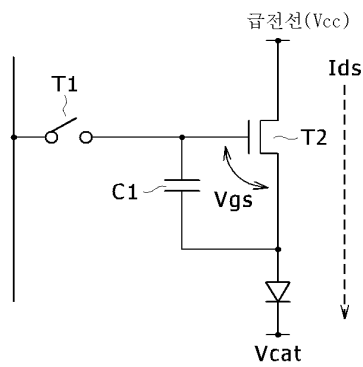 급전선(Vcc)
Ids
T1
T2
C1
Vgs
Vcat